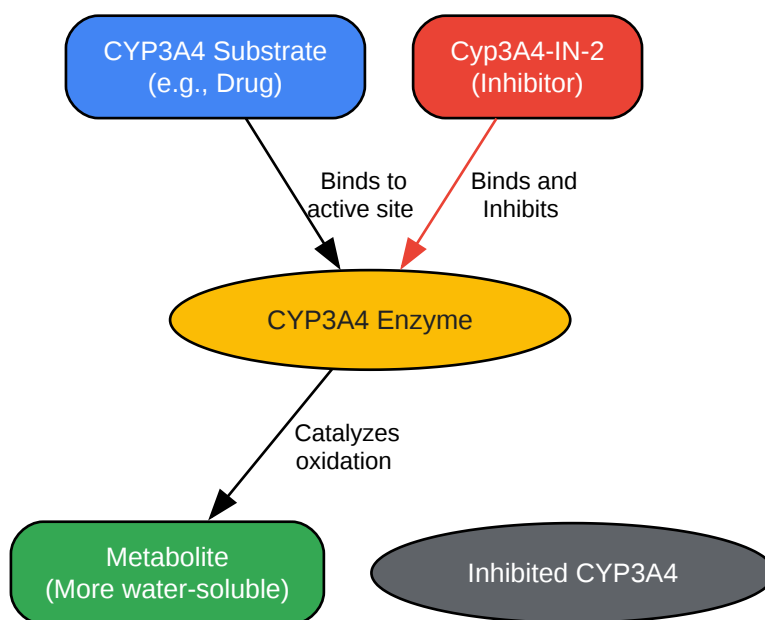 CYP3A4 Substrate
(e.g., Drug)
Cyp3A4-IN-2
(Inhibitor)
Binds to
active site
Binds and
Inhibits
CYP3A4 Enzyme
Catalyzes
oxidation
Metabolite
(More water-soluble)
Inhibited CYP3A4